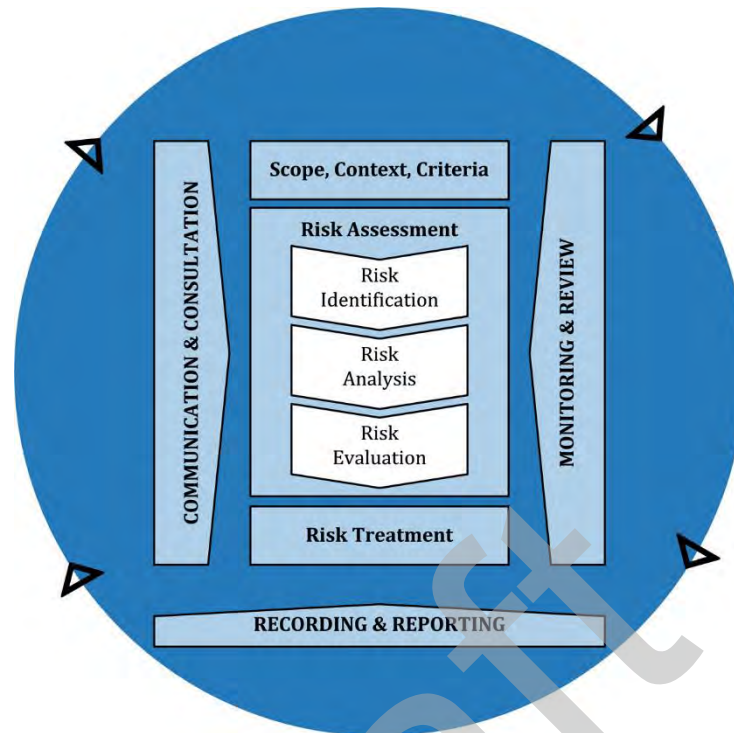 Scope, Context, Criteria
Risk Assessment
Risk
Identification
Risk
Analysis
Risk
Evaluation
Risk Treatment
COMMUNICATION & CONSULTATION
MONITORING & REVIEW
RECORDING & REPORTING